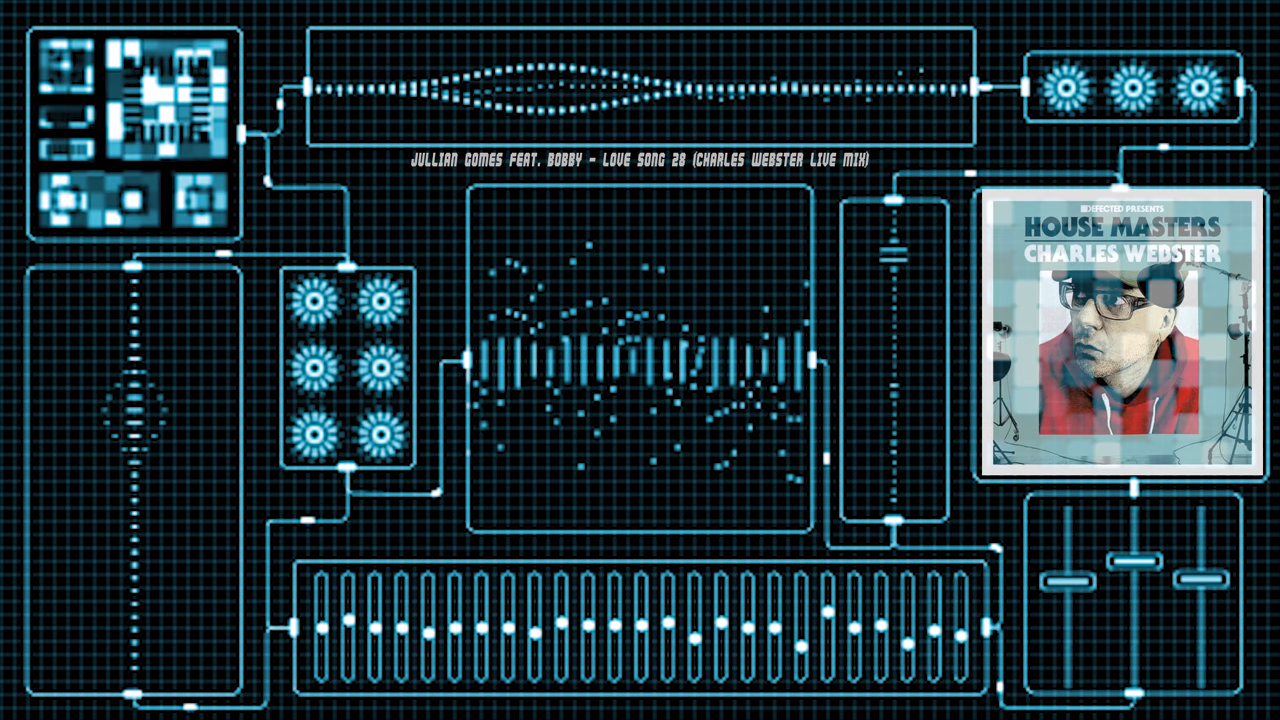 JULLIAN GOMES FEAT. BOBBY - LOVE SONG 28 (CHARLES WEBSTER LIVE MIX)
DEFECTED PRESENTS
HOUSE MASTERS
CHARLES WEBSTER